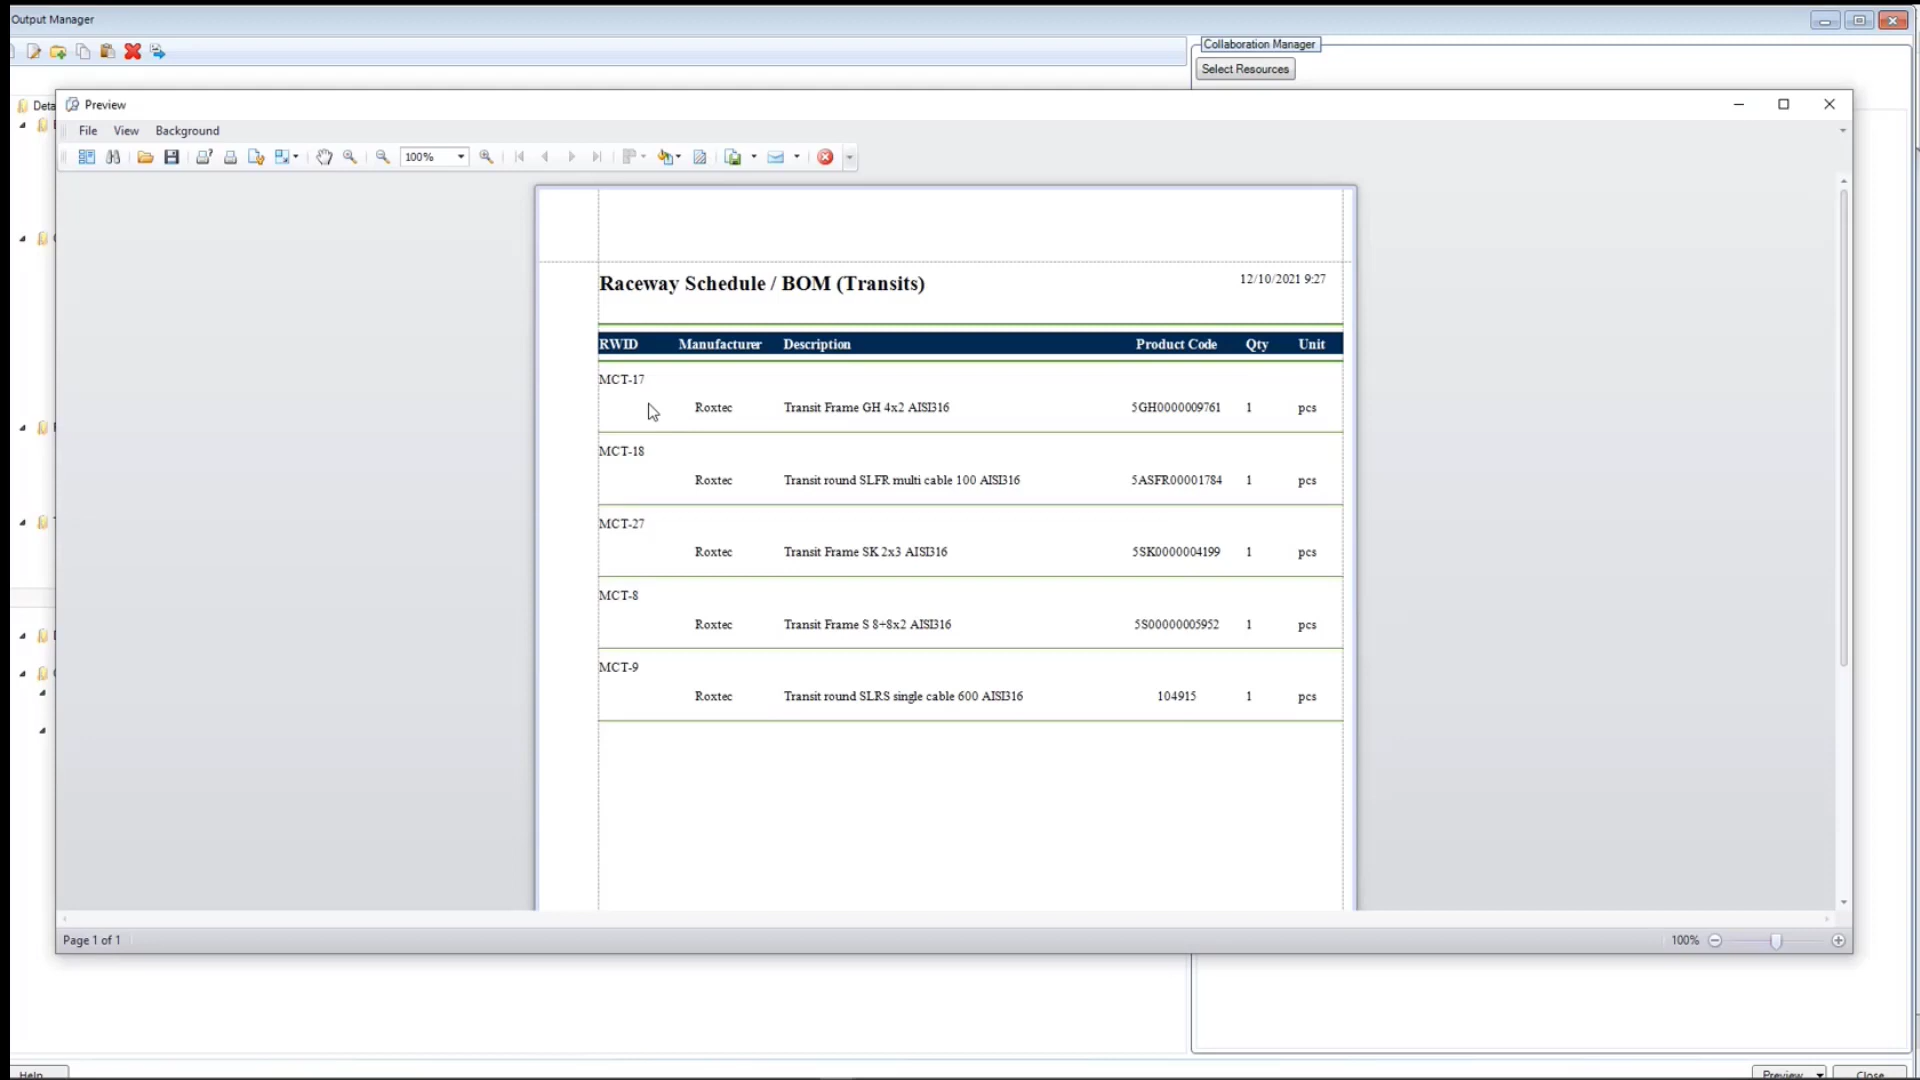 Output Manager
Collaboration Manager
Select Resources
Preview
File View Background
100%
Raceway Schedule / BOM (Transits)
12/10/2021 9:27
RWID Manufacturer Description Product Code Qty Unit
MCT-17
Roxtec Transit Frame GH 4x2 AISI316 5GH0000009761 1 pcs
MCT-18
Roxtec Transit round SLFR multi cable 100 AISI316 5ASFR00001784 1 pcs
MCT-27
Roxtec Transit Frame SK 2x3 AISI316 5SK0000004199 1 pcs
MCT-8
Roxtec Transit Frame S 8+8x2 AISI316 5S00000005952 1 pcs
MCT-9
Roxtec Transit round SLRS single cable 600 AISI316 104915 1 pcs
Page 1 of 1
100%
Help
Preview
Close